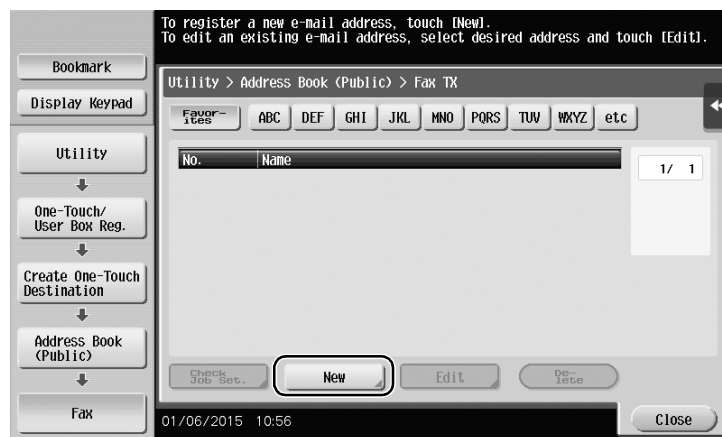 To register a new e-mail address, touch [New].
To edit an existing e-mail address, select desired address and touch [Edit].
Bookmark
Display Keypad
Utility
One-Touch/
User Box Reg.
Create One-Touch
Destination
Address Book
(Public)
Fax
Utility > Address Book (Public) > Fax TX
Favor-
ites
ABC DEF GHI JKL MNO PQRS TUV WXYZ etc
No. Name
1/ 1
Check
Job Set.
New
Edit
De-
lete
01/06/2015 10:56
Close